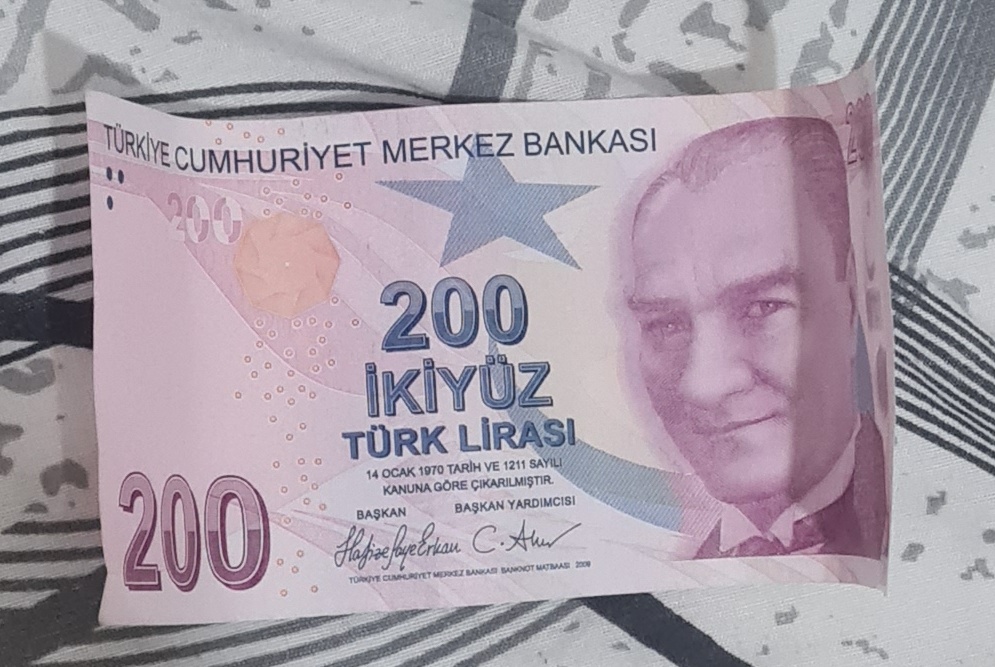 TÜRKİYE CUMHURİYET MERKEZ BANKASI
200
200
İKİYÜZ
TÜRK LİRASI
14 OCAK 1970 TARİH VE 1211 SAYILI
KANUNA GÖRE ÇIKARILMIŞTIR.
BAŞKAN BAŞKAN YARDIMCISI
Hafize Gaye Erkan
TÜRKİYE CUMHURİYET MERKEZ BANKASI BANKNOT MATBAASI 2009
200